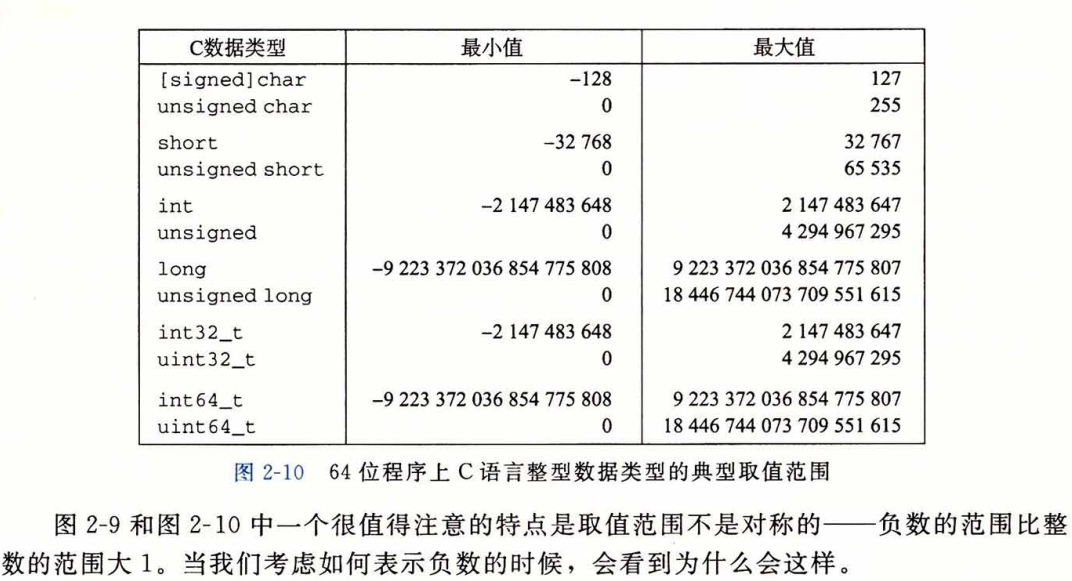 C数据类型 最小值 最大值
[signed]char –128 127
unsigned char 0 255
short –32 768 32 767
unsigned short 0 65 535
int –2 147 483 648 2 147 483 647
unsigned 0 4 294 967 295
long –9 223 372 036 854 775 808 9 223 372 036 854 775 807
unsigned long 0 18 446 744 073 709 551 615
int32_t –2 147 483 648 2 147 483 647
uint32_t 0 4 294 967 295
int64_t –9 223 372 036 854 775 808 9 223 372 036 854 775 807
uint64_t 0 18 446 744 073 709 551 615
图 2-10 64 位程序上 C 语言整型数据类型的典型取值范围
图 2-9 和图 2-10 中一个很值得注意的特点是取值范围不是对称的——负数的范围比整
数的范围大 1。当我们考虑如何表示负数的时候，会看到为什么会这样。